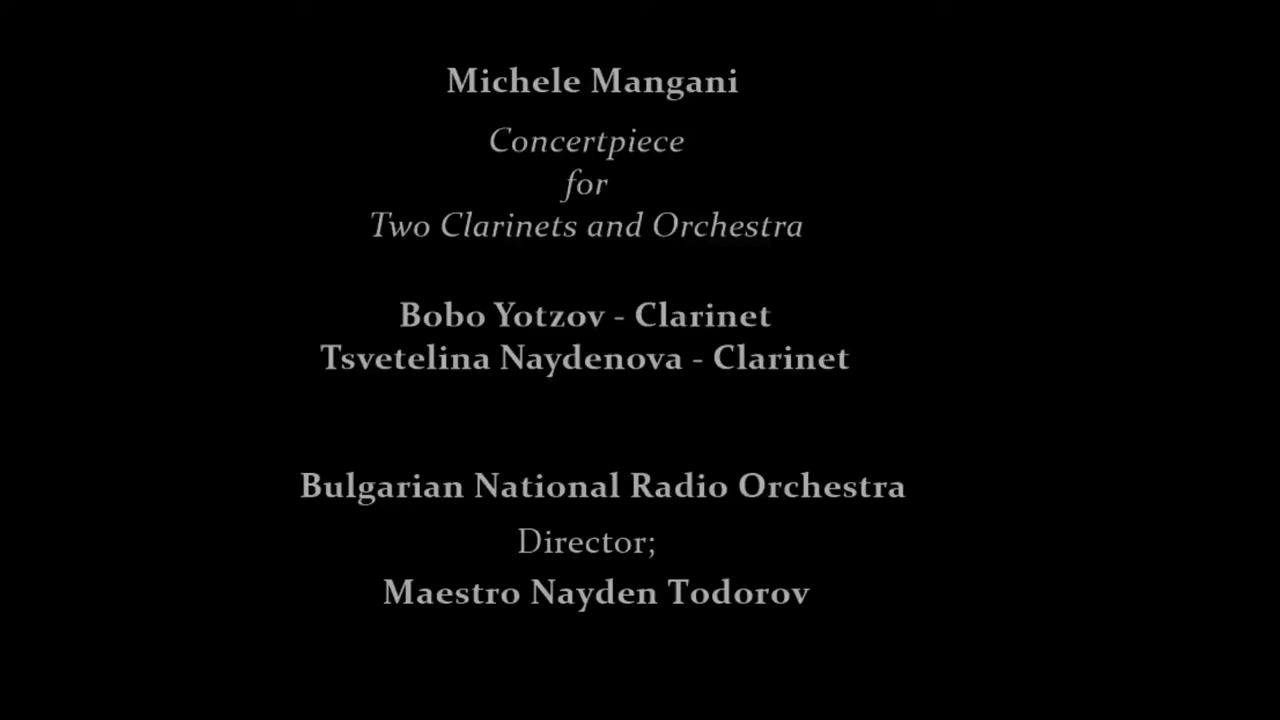 Michele Mangani
Concertpiece
for
Two Clarinets and Orchestra
Bobo Yotzov - Clarinet
Tsvetelina Naydenova - Clarinet
Bulgarian National Radio Orchestra
Director;
Maestro Nayden Todorov